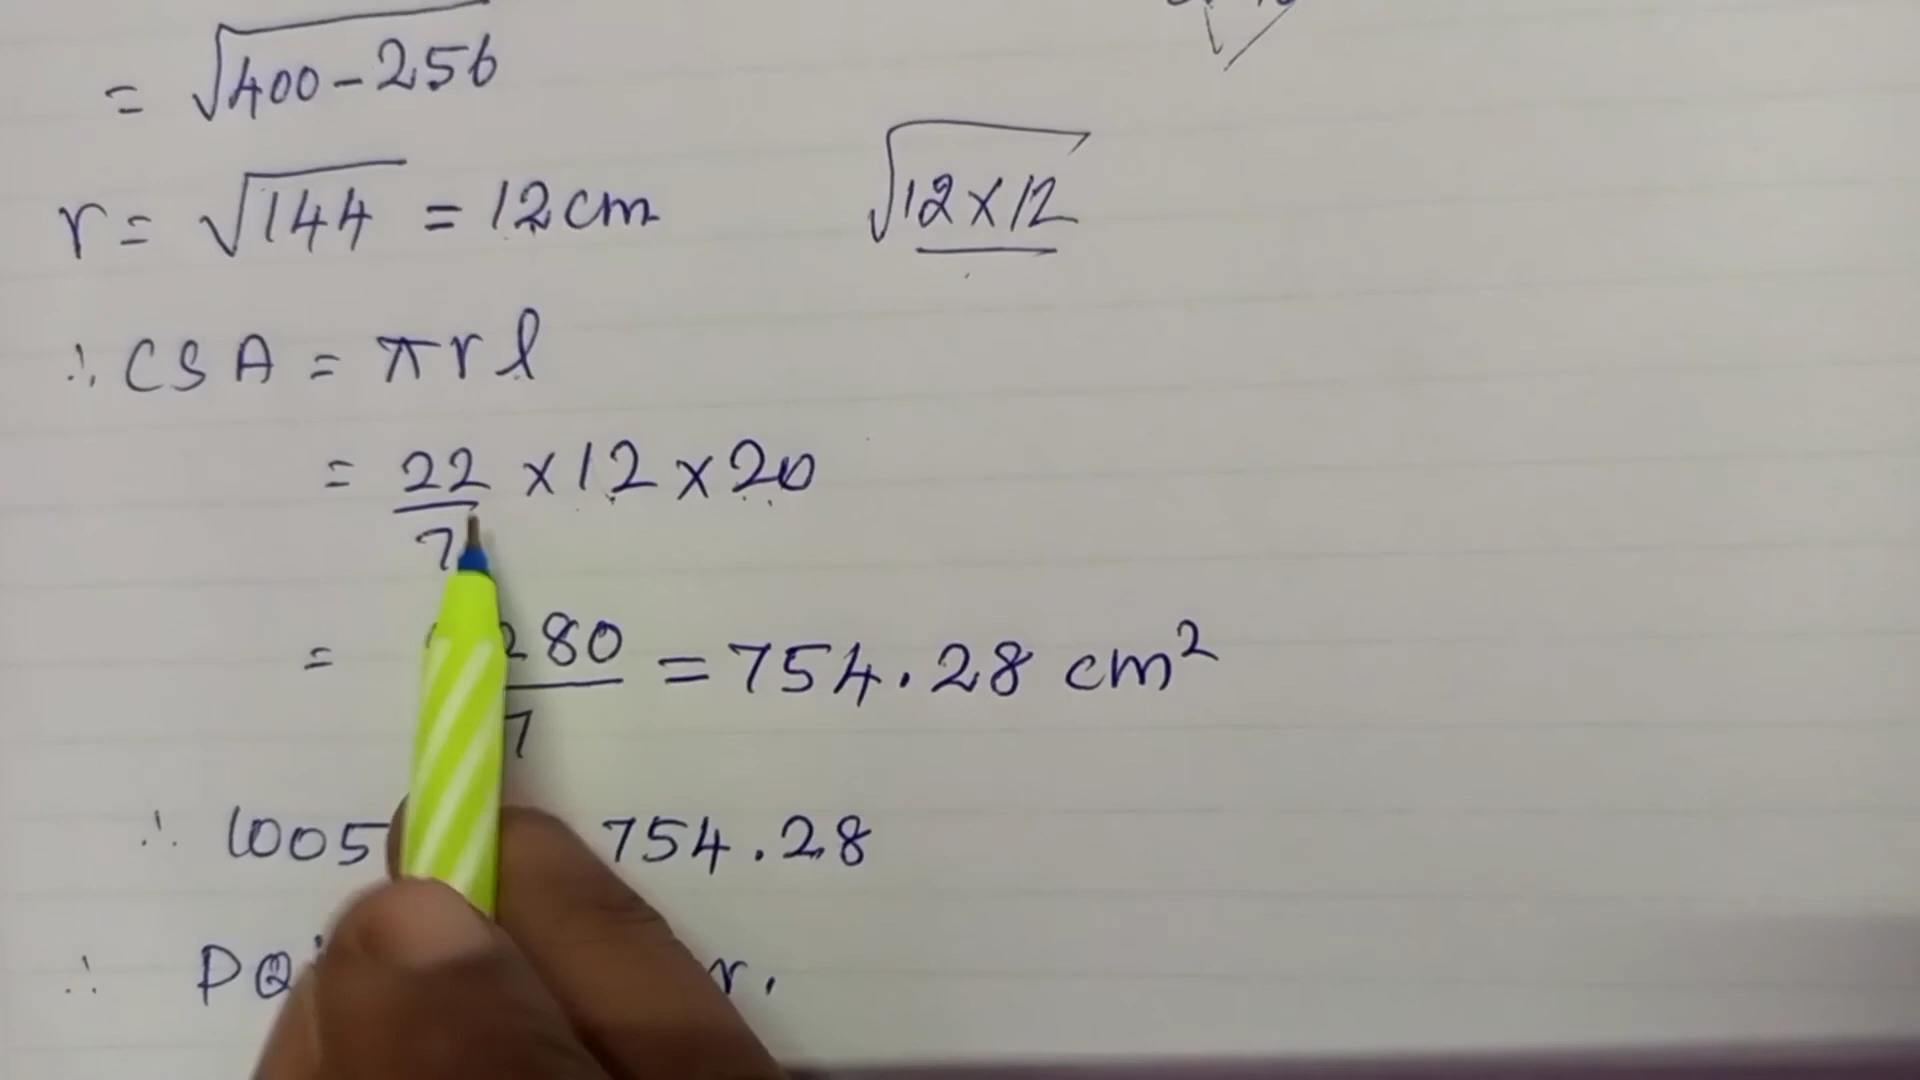 = √400-256
r = √144 = 12cm
√12×12
∴ CSA = πrl
= 22/7 × 12 × 20
= 280/7 = 754.28 cm²
∴ 1005 754.28
∴ PQ